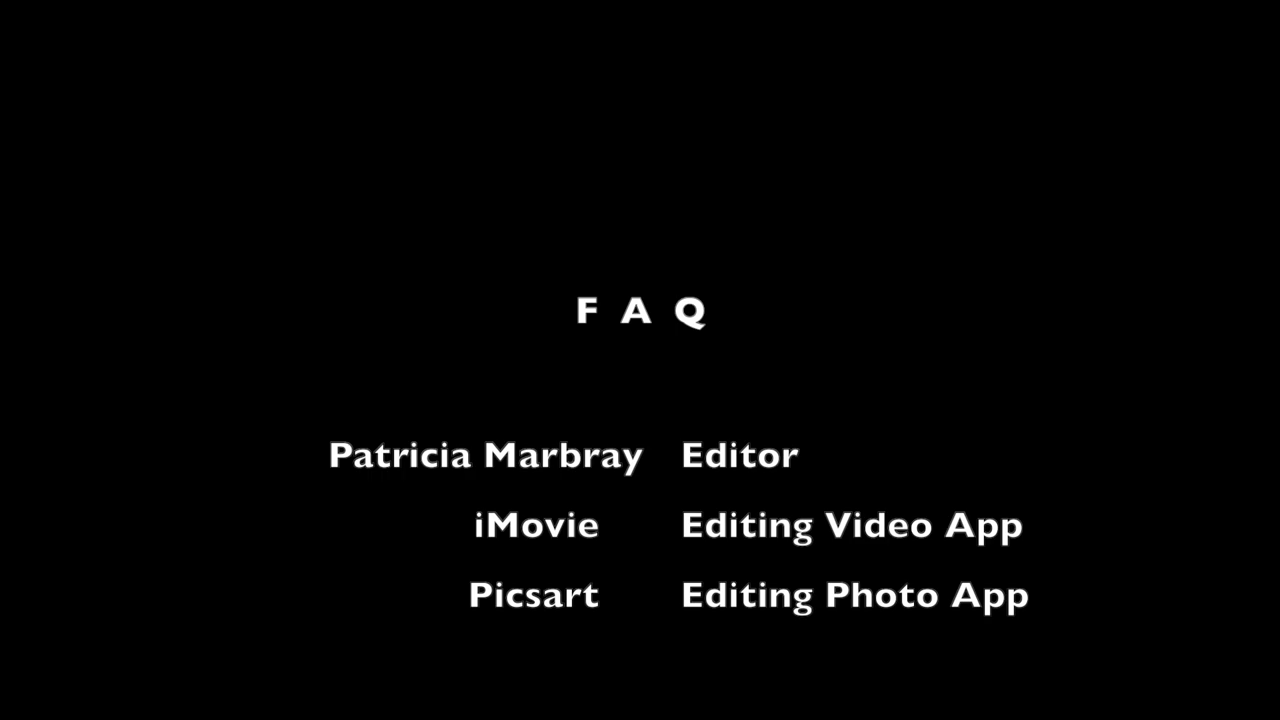 F A Q
Patricia Marbray Editor
iMovie Editing Video App
Picsart Editing Photo App